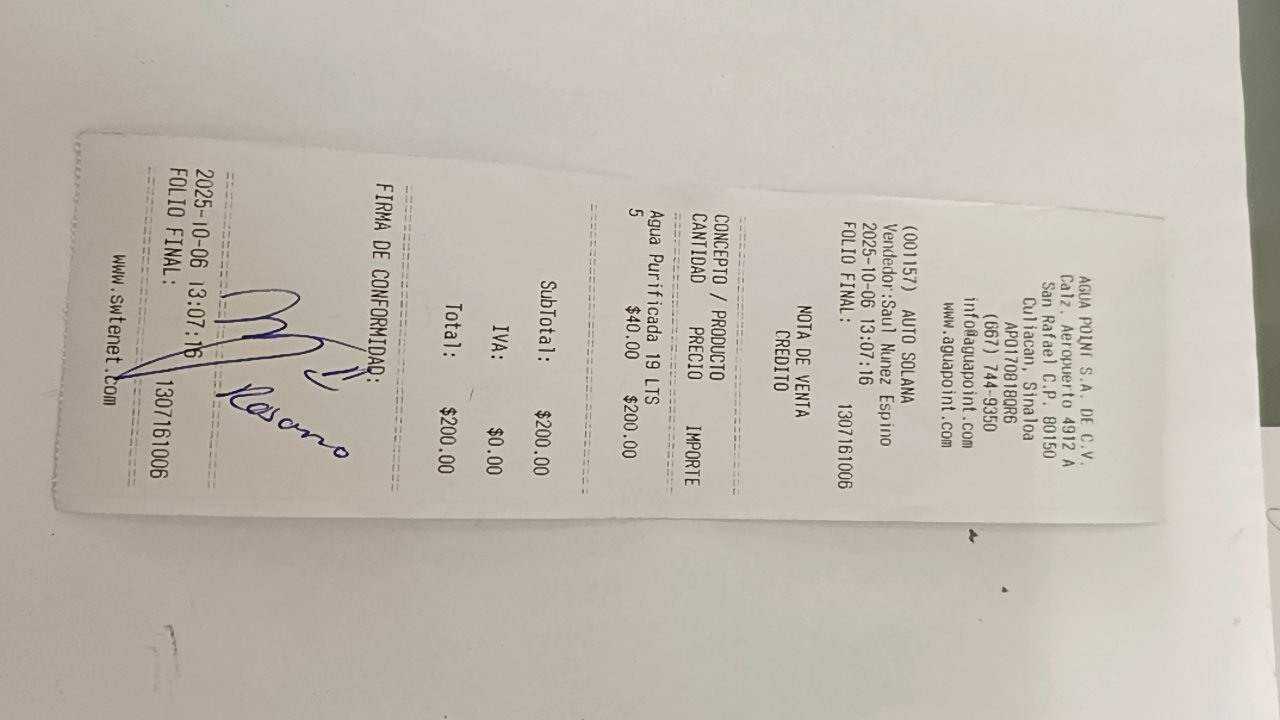 AGUA POINT S.A. DE C.V.
Calz. Aeropuerto 4912 A
San Rafael C.P. 80150
Culiacan, Sinaloa
APO170818QR6
(667) 744-9350
info@aguapoint.com
www.aguapoint.com
(001157) AUTO SOLANA
Vendedor:Saul Nunez Espino
2025-10-06 13:07:16
FOLIO FINAL: 1307161006
NOTA DE VENTA
CREDITO
CONCEPTO / PRODUCTO
CANTIDAD PRECIO IMPORTE
Agua Purificada 19 LTS
5 $40.00 $200.00
SubTotal: $200.00
IVA: $0.00
Total: $200.00
FIRMA DE CONFORMIDAD:
2025-10-06 13:07:16
FOLIO FINAL: 1307161006
www.swtenet.com